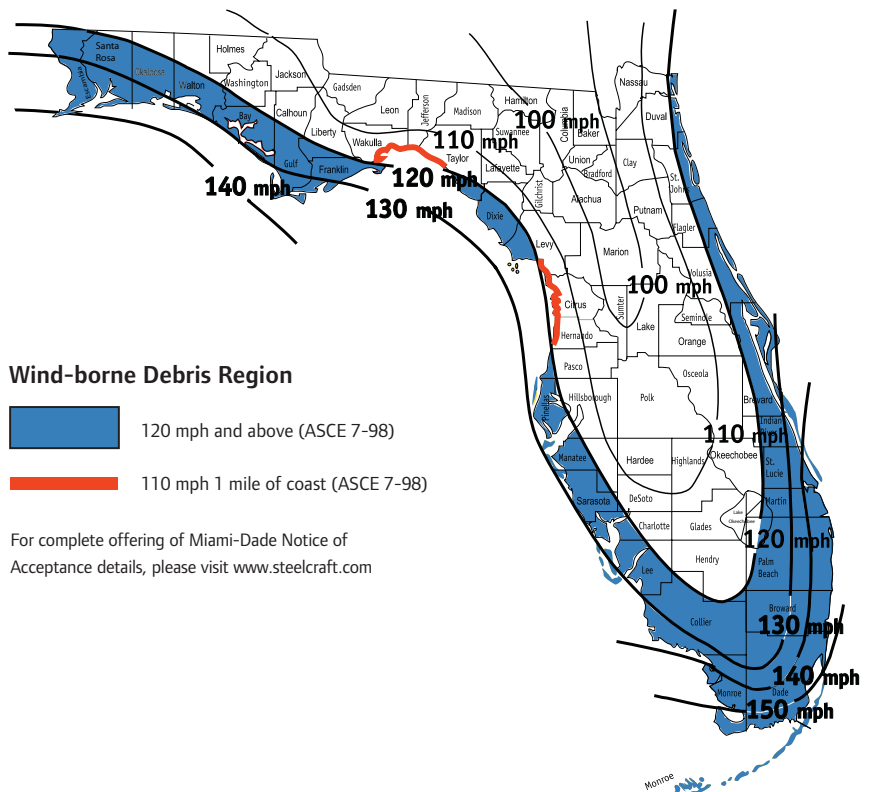 Holmes
Santa
Rosa
Okaloosa
Walton
Washington
Jackson
Escambia
Bay
Calhoun
Gulf
Liberty
Franklin
Gadsden
Leon
Wakulla
Jefferson
Madison
Taylor
Hamilton
Suwannee
Lafayette
Columbia
Baker
Nassau
Duval
Union
Bradford
Clay
St.
Johns
Gilchrist
Alachua
Putnam
Flagler
Dixie
Levy
Marion
Volusia
100 mph
110 mph
120 mph
130 mph
140 mph
100 mph
Citrus
Sumter
Lake
Seminole
Hernando
Orange
Pasco
Osceola
Brevard
Hillsborough
Pinellas
Polk
Indian
River
110 mph
Manatee
Hardee
Highlands
Okeechobee
St.
Lucie
Sarasota
DeSoto
Martin
Charlotte
Glades
Lake
Okeechobee
120 mph
Lee
Hendry
Palm
Beach
Collier
Broward
130 mph
140 mph
Monroe
Dade
150 mph
Monroe
Wind-borne Debris Region
120 mph and above (ASCE 7-98)
110 mph 1 mile of coast (ASCE 7-98)
For complete offering of Miami-Dade Notice of
Acceptance details, please visit www.steelcraft.com